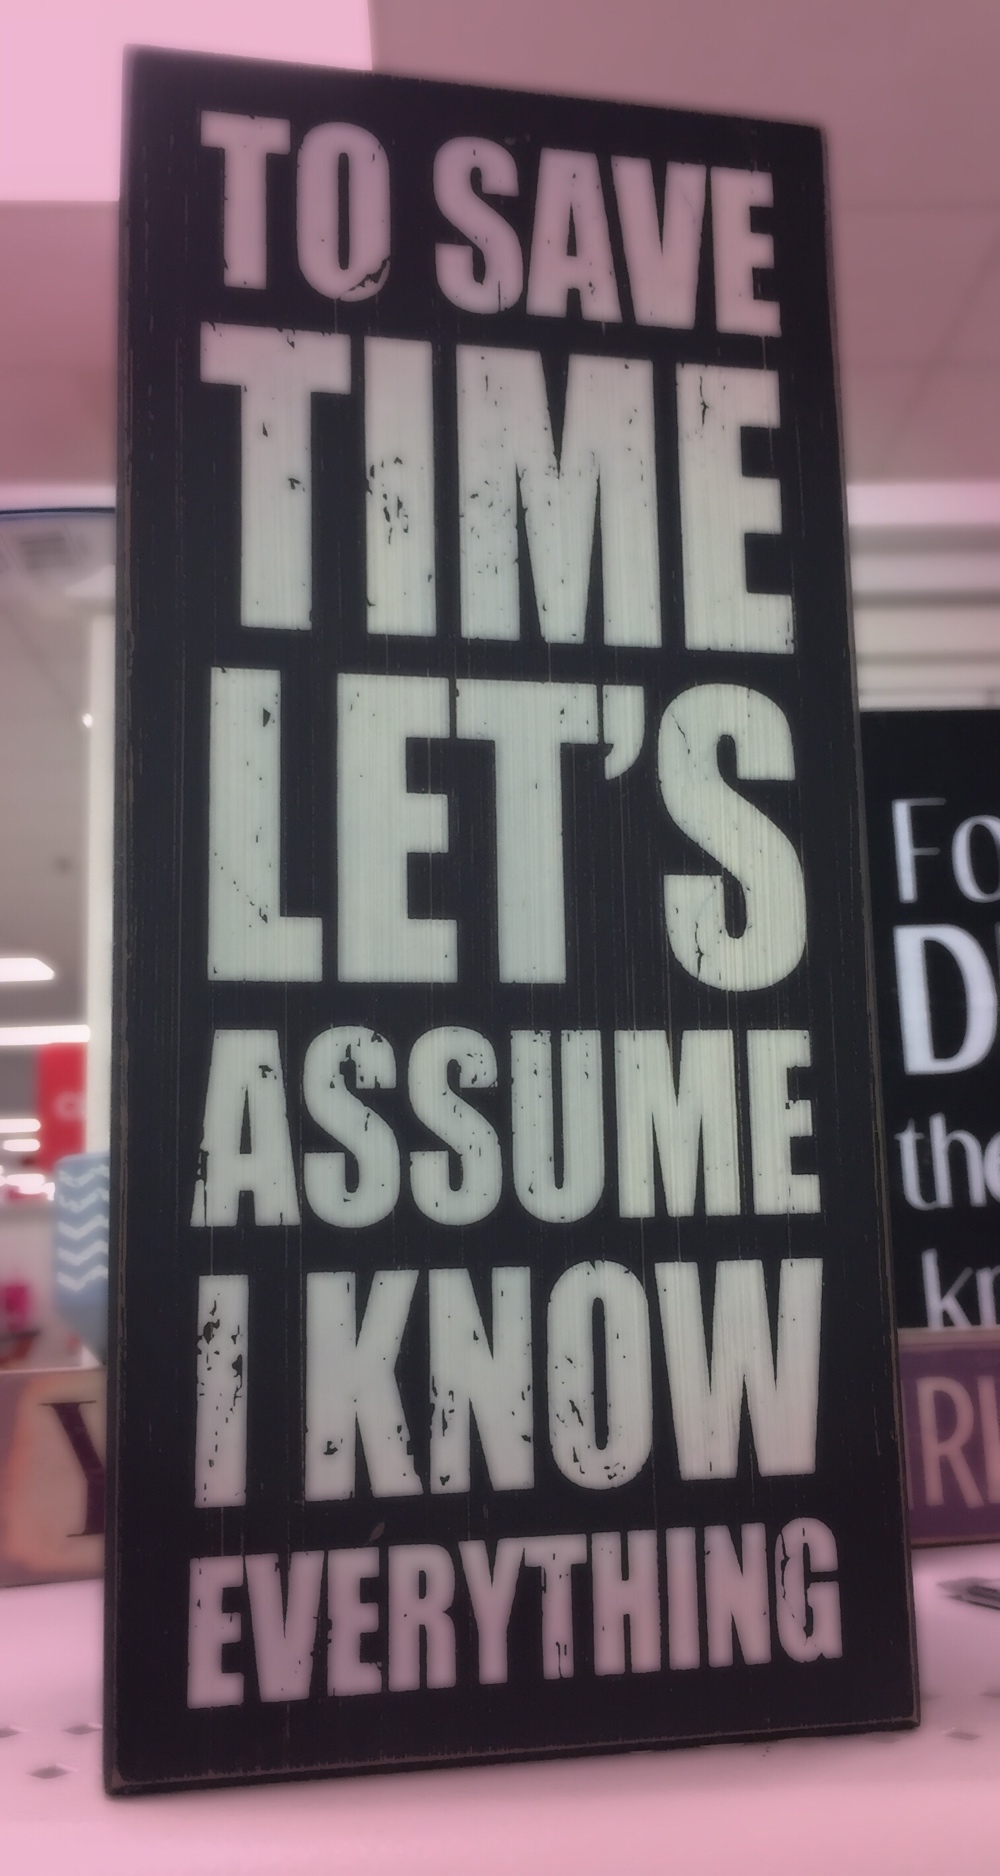 TO SAVE
TIME
LET'S
ASSUME
I KNOW
EVERYTHING